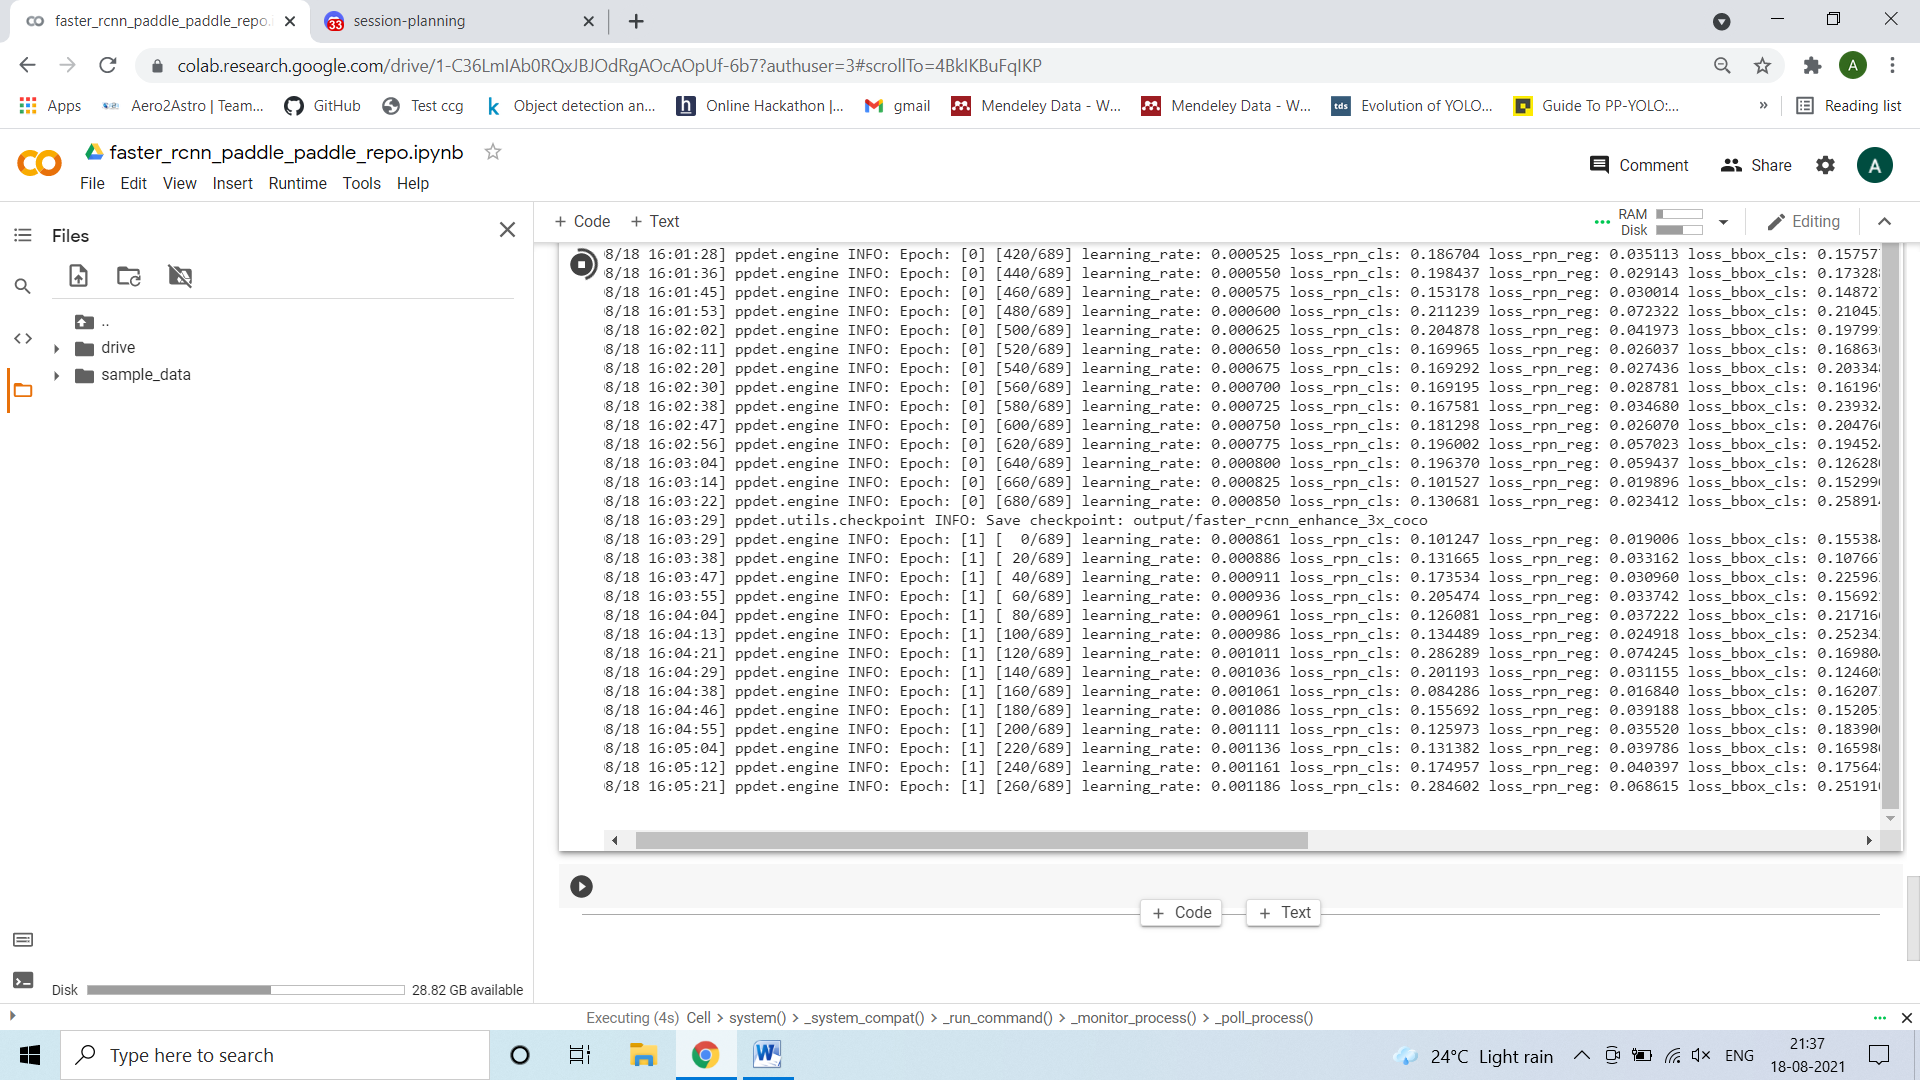 faster_rcnn_paddle_paddle_repo.i
33 session-planning
colab.research.google.com/drive/1-C36LmIAb0RQxJBJOdRgAOcAOpUf-6b7?authuser=3#scrollTo=4BkIKBuFqIKP
A
Apps Aero2Astro | Team... GitHub Test ccg Object detection an... Online Hackathon |... gmail Mendeley Data - W... Mendeley Data - W... tds Evolution of YOLO... Guide To PP-YOLO:... » Reading list
faster_rcnn_paddle_paddle_repo.ipynb
File Edit View Insert Runtime Tools Help
Comment Share A
Files
+ Code + Text RAM Disk Editing
..
drive
sample_data
8/18 16:01:28] ppdet.engine INFO: Epoch: [0] [420/689] learning_rate: 0.000525 loss_rpn_cls: 0.186704 loss_rpn_reg: 0.035113 loss_bbox_cls: 0.15757
8/18 16:01:36] ppdet.engine INFO: Epoch: [0] [440/689] learning_rate: 0.000550 loss_rpn_cls: 0.198437 loss_rpn_reg: 0.029143 loss_bbox_cls: 0.17328
8/18 16:01:45] ppdet.engine INFO: Epoch: [0] [460/689] learning_rate: 0.000575 loss_rpn_cls: 0.153178 loss_rpn_reg: 0.030014 loss_bbox_cls: 0.14872
8/18 16:01:53] ppdet.engine INFO: Epoch: [0] [480/689] learning_rate: 0.000600 loss_rpn_cls: 0.211239 loss_rpn_reg: 0.072322 loss_bbox_cls: 0.21045
8/18 16:02:02] ppdet.engine INFO: Epoch: [0] [500/689] learning_rate: 0.000625 loss_rpn_cls: 0.204878 loss_rpn_reg: 0.041973 loss_bbox_cls: 0.19799
8/18 16:02:11] ppdet.engine INFO: Epoch: [0] [520/689] learning_rate: 0.000650 loss_rpn_cls: 0.169965 loss_rpn_reg: 0.026037 loss_bbox_cls: 0.16863
8/18 16:02:20] ppdet.engine INFO: Epoch: [0] [540/689] learning_rate: 0.000675 loss_rpn_cls: 0.169292 loss_rpn_reg: 0.027436 loss_bbox_cls: 0.20334
8/18 16:02:30] ppdet.engine INFO: Epoch: [0] [560/689] learning_rate: 0.000700 loss_rpn_cls: 0.169195 loss_rpn_reg: 0.028781 loss_bbox_cls: 0.16196
8/18 16:02:38] ppdet.engine INFO: Epoch: [0] [580/689] learning_rate: 0.000725 loss_rpn_cls: 0.167581 loss_rpn_reg: 0.034680 loss_bbox_cls: 0.23932
8/18 16:02:47] ppdet.engine INFO: Epoch: [0] [600/689] learning_rate: 0.000750 loss_rpn_cls: 0.181298 loss_rpn_reg: 0.026070 loss_bbox_cls: 0.20476
8/18 16:02:56] ppdet.engine INFO: Epoch: [0] [620/689] learning_rate: 0.000775 loss_rpn_cls: 0.196002 loss_rpn_reg: 0.057023 loss_bbox_cls: 0.19452
8/18 16:03:04] ppdet.engine INFO: Epoch: [0] [640/689] learning_rate: 0.000800 loss_rpn_cls: 0.196370 loss_rpn_reg: 0.059437 loss_bbox_cls: 0.12628
8/18 16:03:14] ppdet.engine INFO: Epoch: [0] [660/689] learning_rate: 0.000825 loss_rpn_cls: 0.101527 loss_rpn_reg: 0.019896 loss_bbox_cls: 0.15299
8/18 16:03:22] ppdet.engine INFO: Epoch: [0] [680/689] learning_rate: 0.000850 loss_rpn_cls: 0.130681 loss_rpn_reg: 0.023412 loss_bbox_cls: 0.25891
8/18 16:03:29] ppdet.utils.checkpoint INFO: Save checkpoint: output/faster_rcnn_enhance_3x_coco
8/18 16:03:29] ppdet.engine INFO: Epoch: [1] [  0/689] learning_rate: 0.000861 loss_rpn_cls: 0.101247 loss_rpn_reg: 0.019006 loss_bbox_cls: 0.15538
8/18 16:03:38] ppdet.engine INFO: Epoch: [1] [ 20/689] learning_rate: 0.000886 loss_rpn_cls: 0.131665 loss_rpn_reg: 0.033162 loss_bbox_cls: 0.10766
8/18 16:03:47] ppdet.engine INFO: Epoch: [1] [ 40/689] learning_rate: 0.000911 loss_rpn_cls: 0.173534 loss_rpn_reg: 0.030960 loss_bbox_cls: 0.22596
8/18 16:03:55] ppdet.engine INFO: Epoch: [1] [ 60/689] learning_rate: 0.000936 loss_rpn_cls: 0.205474 loss_rpn_reg: 0.033742 loss_bbox_cls: 0.15692
8/18 16:04:04] ppdet.engine INFO: Epoch: [1] [ 80/689] learning_rate: 0.000961 loss_rpn_cls: 0.126081 loss_rpn_reg: 0.037222 loss_bbox_cls: 0.21716
8/18 16:04:13] ppdet.engine INFO: Epoch: [1] [100/689] learning_rate: 0.000986 loss_rpn_cls: 0.134489 loss_rpn_reg: 0.024918 loss_bbox_cls: 0.25234
8/18 16:04:21] ppdet.engine INFO: Epoch: [1] [120/689] learning_rate: 0.001011 loss_rpn_cls: 0.286289 loss_rpn_reg: 0.074245 loss_bbox_cls: 0.16980
8/18 16:04:29] ppdet.engine INFO: Epoch: [1] [140/689] learning_rate: 0.001036 loss_rpn_cls: 0.201193 loss_rpn_reg: 0.031155 loss_bbox_cls: 0.12460
8/18 16:04:38] ppdet.engine INFO: Epoch: [1] [160/689] learning_rate: 0.001061 loss_rpn_cls: 0.084286 loss_rpn_reg: 0.016840 loss_bbox_cls: 0.16207
8/18 16:04:46] ppdet.engine INFO: Epoch: [1] [180/689] learning_rate: 0.001086 loss_rpn_cls: 0.155692 loss_rpn_reg: 0.039188 loss_bbox_cls: 0.15205
8/18 16:04:55] ppdet.engine INFO: Epoch: [1] [200/689] learning_rate: 0.001111 loss_rpn_cls: 0.125973 loss_rpn_reg: 0.035520 loss_bbox_cls: 0.18390
8/18 16:05:04] ppdet.engine INFO: Epoch: [1] [220/689] learning_rate: 0.001136 loss_rpn_cls: 0.131382 loss_rpn_reg: 0.039786 loss_bbox_cls: 0.16598
8/18 16:05:12] ppdet.engine INFO: Epoch: [1] [240/689] learning_rate: 0.001161 loss_rpn_cls: 0.174957 loss_rpn_reg: 0.040397 loss_bbox_cls: 0.17564
8/18 16:05:21] ppdet.engine INFO: Epoch: [1] [260/689] learning_rate: 0.001186 loss_rpn_cls: 0.284602 loss_rpn_reg: 0.068615 loss_bbox_cls: 0.25191
+ Code + Text
Disk 28.82 GB available
Executing (4s) Cell > system() > _system_compat() > _run_command() > _monitor_process() > _poll_process()
Type here to search
24°C Light rain ENG 21:37
18-08-2021